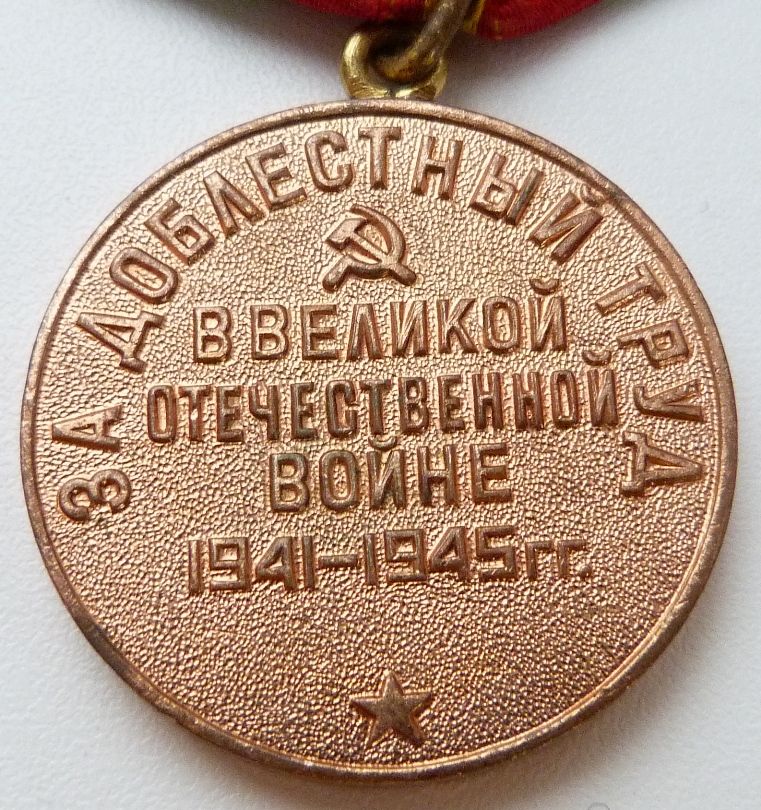 ЗА ДОБЛЕСТНЫЙ ТРУД
В ВЕЛИКОЙ
ОТЕЧЕСТВЕННОЙ
ВОЙНЕ
1941-1945 гг.